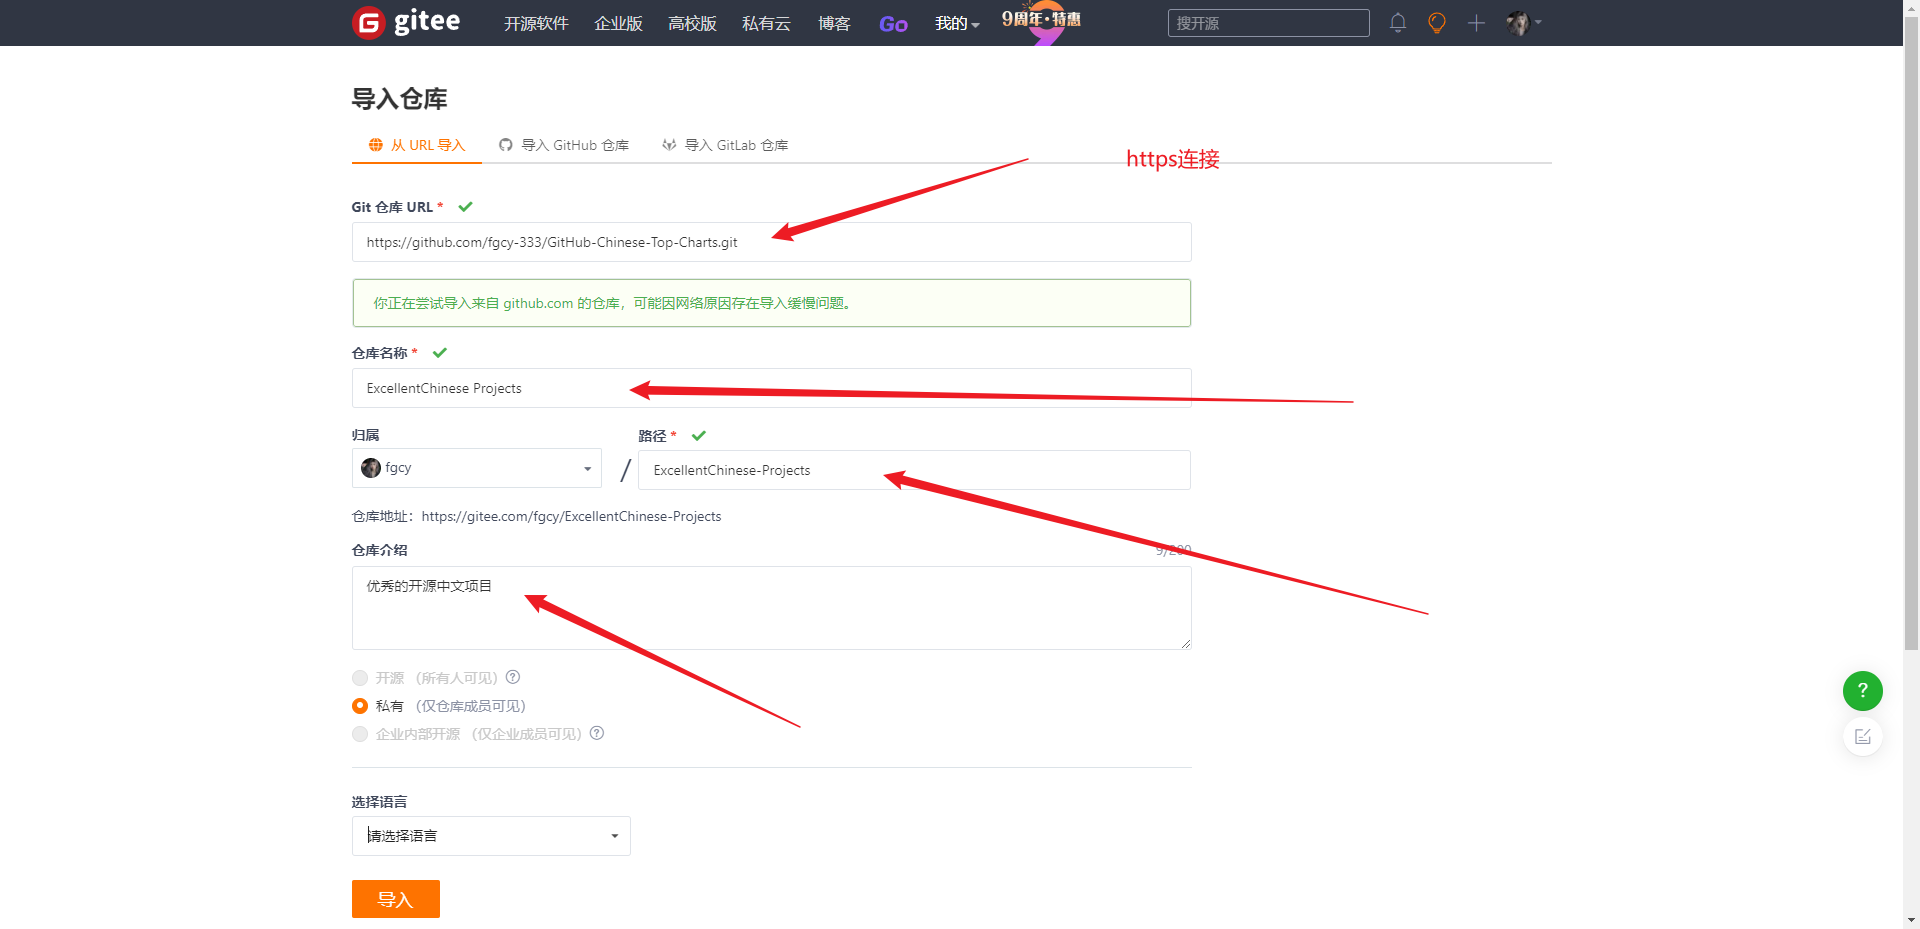 gitee 开源软件 企业版 高校版 私有云 博客 Go 我的 9周年·特惠 搜开源
导入仓库
从 URL 导入 导入 GitHub 仓库 导入 GitLab 仓库
https连接
Git 仓库 URL *
https://github.com/fgcy-333/GitHub-Chinese-Top-Charts.git
你正在尝试导入来自 github.com 的仓库，可能因网络原因存在导入缓慢问题。
仓库名称 *
ExcellentChinese Projects
归属 路径 *
fgcy / ExcellentChinese-Projects
仓库地址：https://gitee.com/fgcy/ExcellentChinese-Projects
仓库介绍 9/200
优秀的开源中文项目
开源 （所有人可见） ?
私有 （仅仓库成员可见）
企业内部开源 （仅企业成员可见） ?
?
选择语言
请选择语言
导入